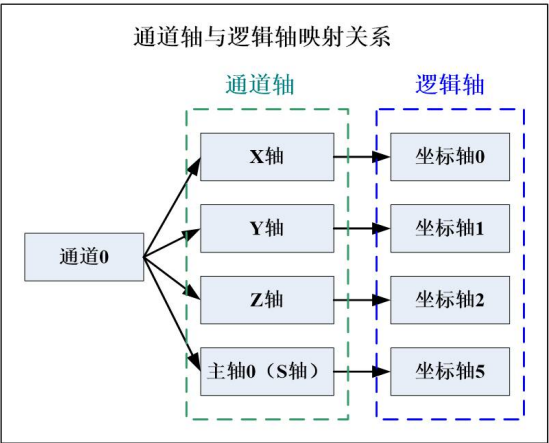 通道轴与逻辑轴映射关系
通道轴
逻辑轴
X轴
坐标轴0
Y轴
坐标轴1
通道0
Z轴
坐标轴2
主轴0（S轴）
坐标轴5